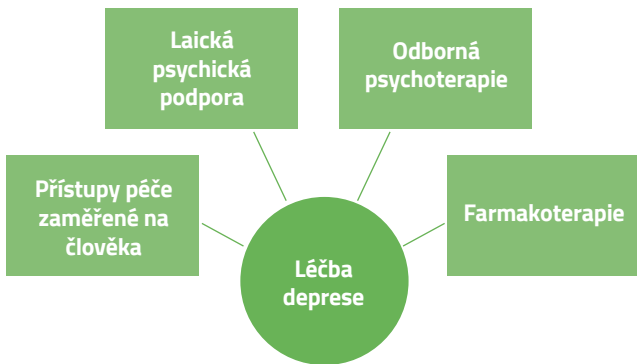 Laická
psychická
podpora
Odborná
psychoterapie
Přístupy péče
zaměřené na
člověka
Farmakoterapie
Léčba
deprese